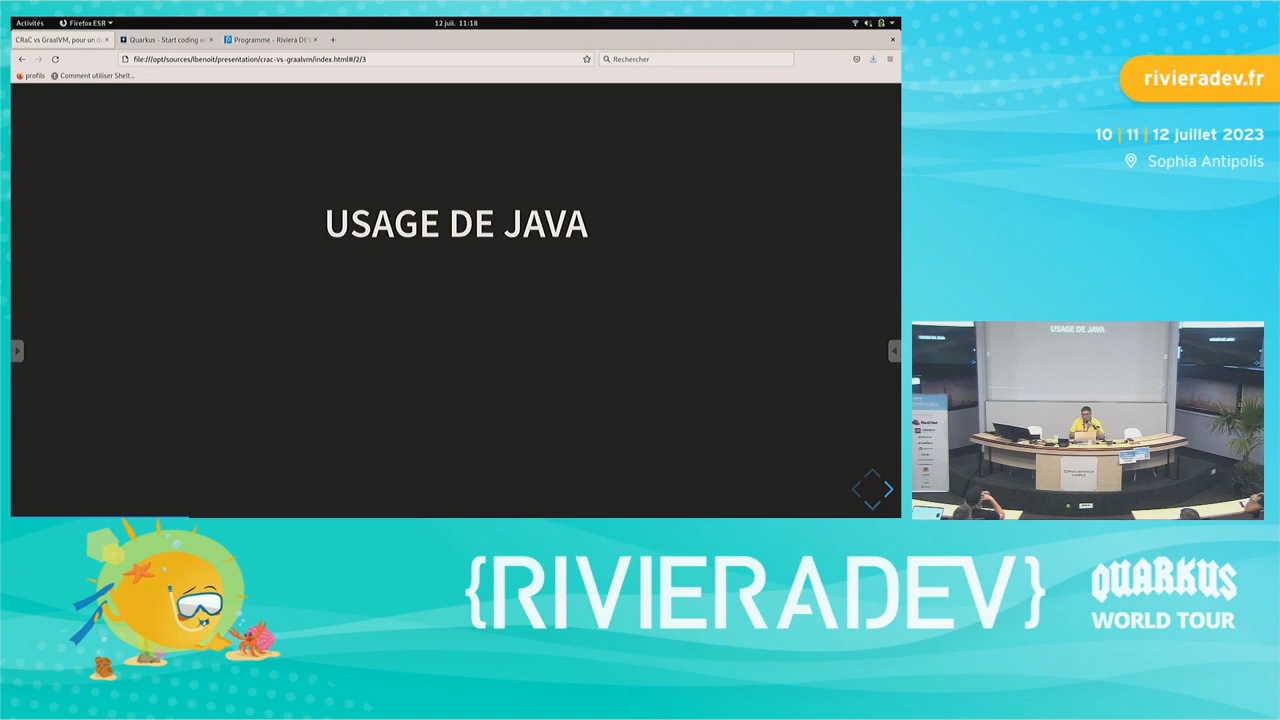 Activités
Firefox ESR
12 juil. 11:18
CRaC vs GraalVM, pour un d
Quarkus - Start coding w
Programme - Riviera DEV
file:///opt/sources/lbenoit/presentation/crac-vs-graalvm/index.html#/2/3
Rechercher
profils
Comment utiliser Shelt...
USAGE DE JAVA
rivieradev.fr
10 | 11 | 12 juillet 2023
Sophia Antipolis
USAGE DE JAVA
{RIVIERADEV}
QUARKUS
WORLD TOUR